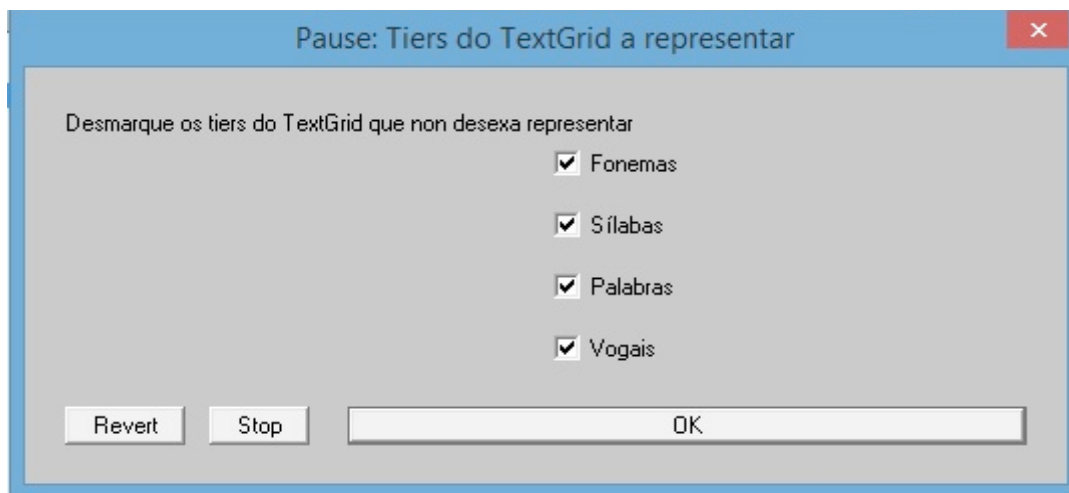 Pause: Tiers do TextGrid a representar
Desmarque os tiers do TextGrid que non desexa representar
Fonemas
Sílabas
Palabras
Vogais
Revert Stop OK